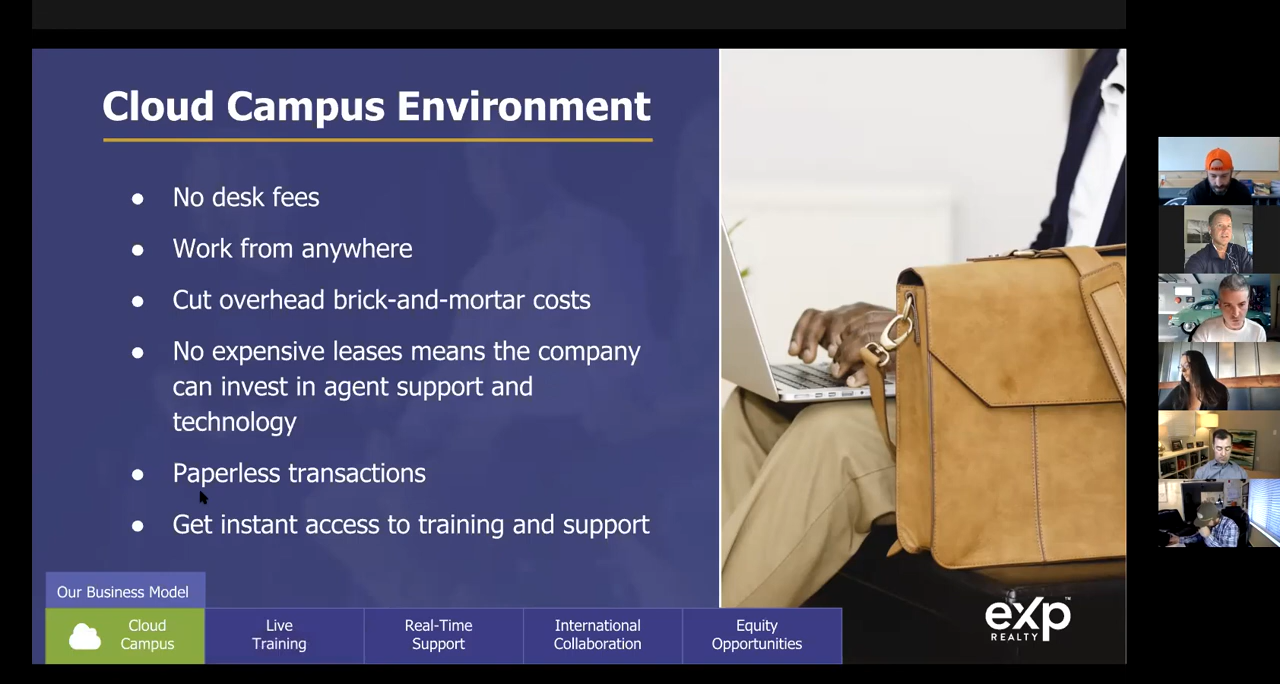 Cloud Campus Environment
● No desk fees
● Work from anywhere
● Cut overhead brick-and-mortar costs
● No expensive leases means the company
can invest in agent support and
technology
● Paperless transactions
● Get instant access to training and support
Our Business Model
Cloud
Campus
Live
Training
Real-Time
Support
International
Collaboration
Equity
Opportunities
exp™
REALTY